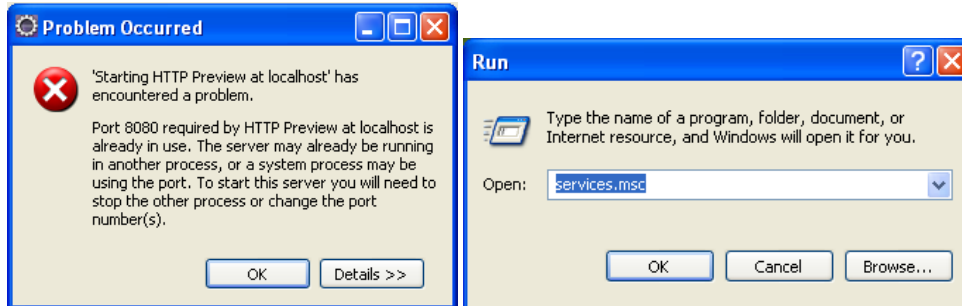 Problem Occurred
'Starting HTTP Preview at localhost' has
encountered a problem.
Port 8080 required by HTTP Preview at localhost is
already in use. The server may already be running
in another process, or a system process may be
using the port. To start this server you will need to
stop the other process or change the port
number(s).
OK
Details >>
Run
Type the name of a program, folder, document, or
Internet resource, and Windows will open it for you.
Open:
services.msc
OK
Cancel
Browse...